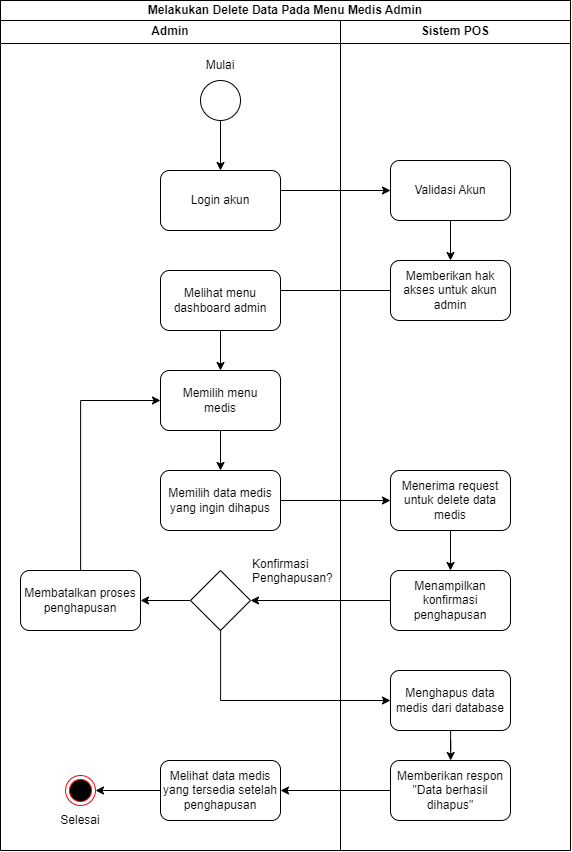 Melakukan Delete Data Pada Menu Medis Admin
Admin
Sistem POS
Mulai
Login akun
Validasi Akun
Memberikan hak
akses untuk akun
admin
Melihat menu
dashboard admin
Memilih menu
medis
Memilih data medis
yang ingin dihapus
Menerima request
untuk delete data
medis
Konfirmasi
Penghapusan?
Membatalkan proses
penghapusan
Menampilkan
konfirmasi
penghapusan
Menghapus data
medis dari database
Melihat data medis
yang tersedia setelah
penghapusan
Memberikan respon
"Data berhasil
dihapus"
Selesai